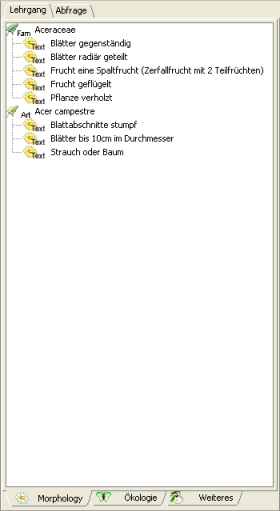 Lehrgang Abfrage
Fam Aceraceae
Text Blätter gegenständig
Text Blätter radiär geteilt
Text Frucht eine Spaltfrucht (Zerfallfrucht mit 2 Teilfrüchten)
Text Frucht geflügelt
Text Pflanze verholzt
Art Acer campestre
Text Blattabschnitte stumpf
Text Blätter bis 10cm im Durchmesser
Text Strauch oder Baum
Morphology Ökologie Weiteres